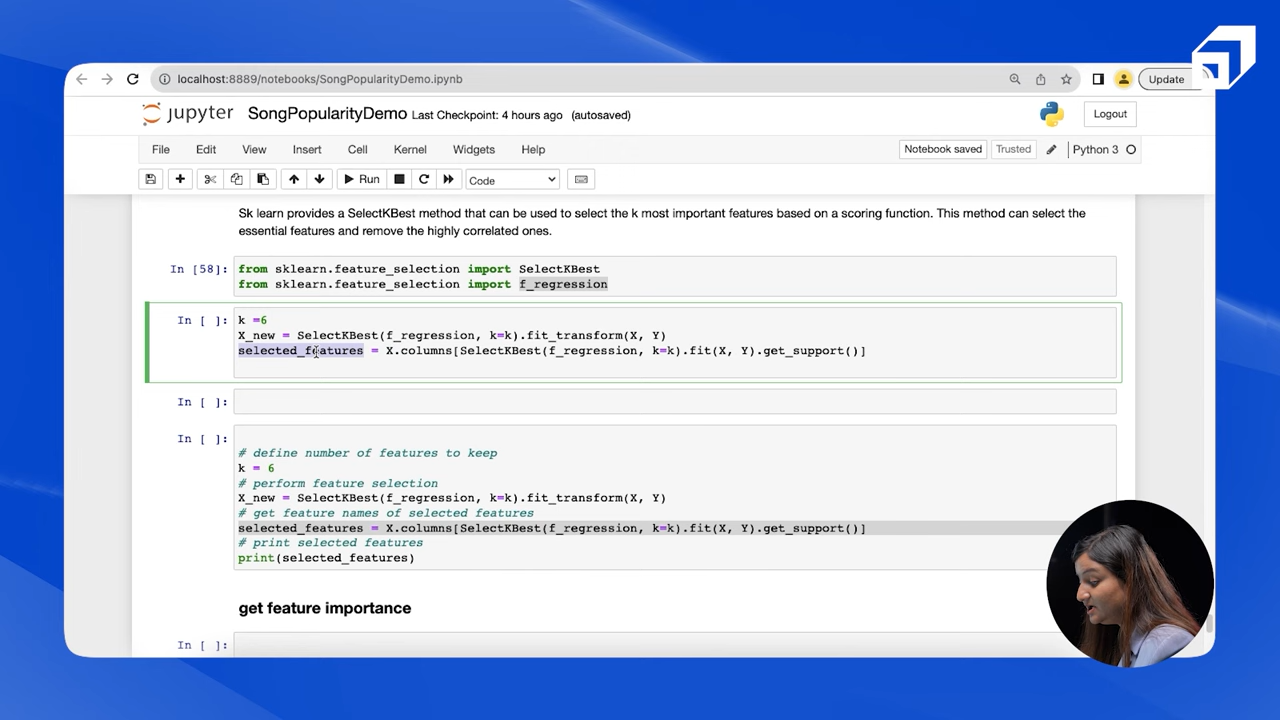 localhost:8889/notebooks/SongPopularityDemo.ipynb
Update
jupyter SongPopularityDemo Last Checkpoint: 4 hours ago (autosaved)
Logout
File Edit View Insert Cell Kernel Widgets Help Notebook saved Trusted Python 3
Run Code
Sk learn provides a SelectKBest method that can be used to select the k most important features based on a scoring function. This method can select the
essential features and remove the highly correlated ones.
In [58]: from sklearn.feature_selection import SelectKBest
from sklearn.feature_selection import f_regression
In [ ]: k =6
X_new = SelectKBest(f_regression, k=k).fit_transform(X, Y)
selected_features = X.columns[SelectKBest(f_regression, k=k).fit(X, Y).get_support()]
In [ ]:
In [ ]:
# define number of features to keep
k = 6
# perform feature selection
X_new = SelectKBest(f_regression, k=k).fit_transform(X, Y)
# get feature names of selected features
selected_features = X.columns[SelectKBest(f_regression, k=k).fit(X, Y).get_support()]
# print selected features
print(selected_features)
get feature importance
In [ ]: